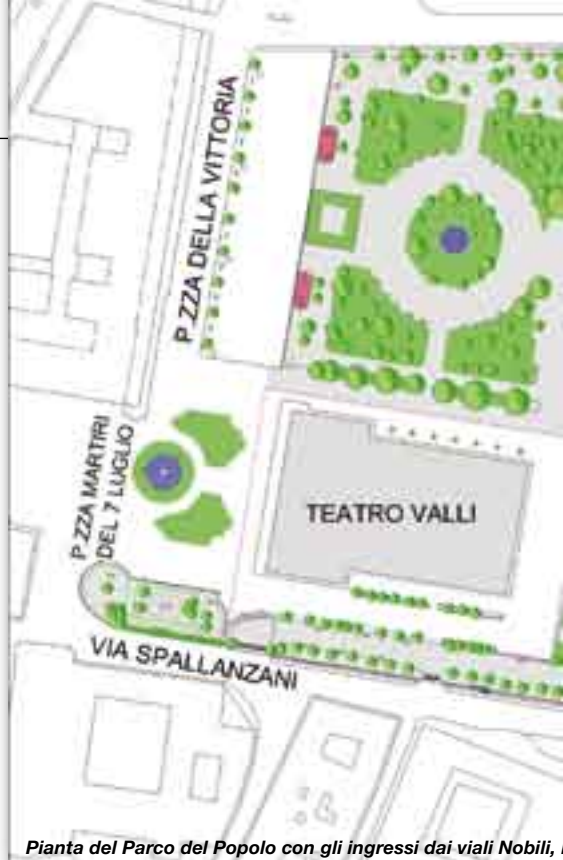 P.ZZA DELLA VITTORIA
P.ZZA MARTIRI
DEL 7 LUGLIO
TEATRO VALLI
VIA SPALLANZANI
Pianta del Parco del Popolo con gli ingressi dai viali Nobili,